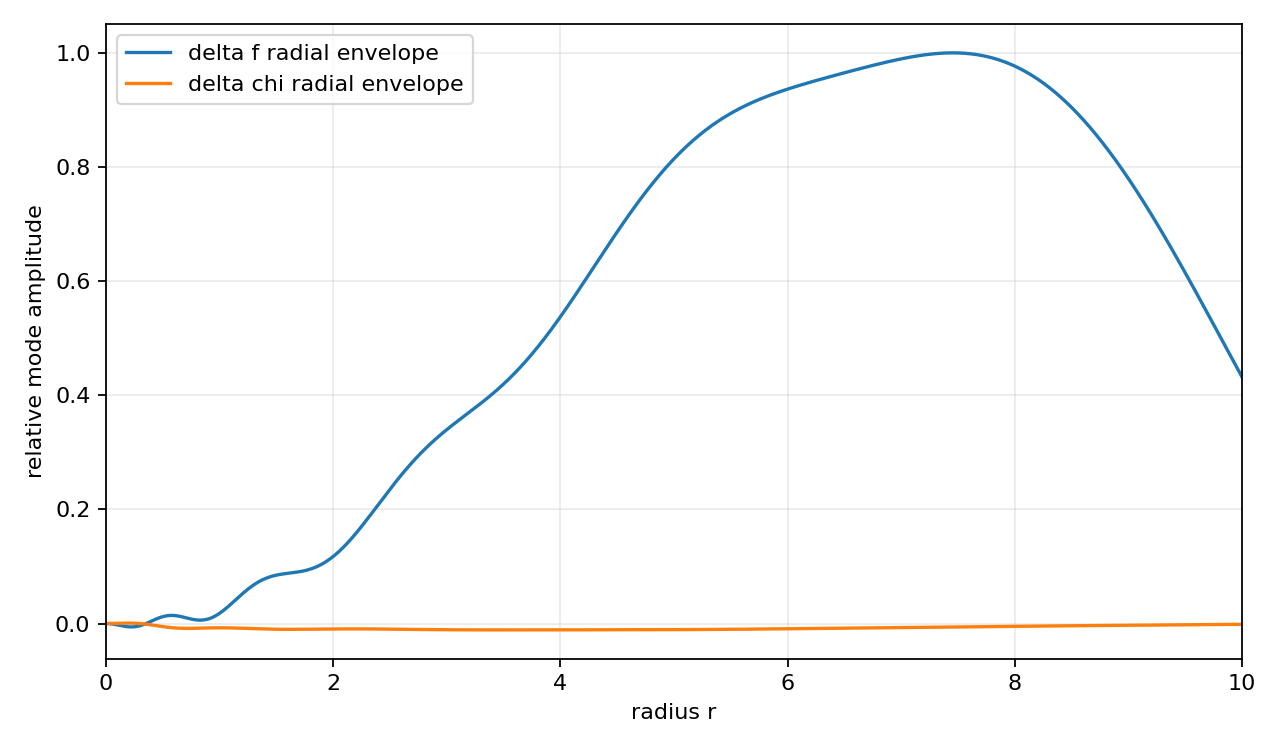 delta f radial envelope
delta chi radial envelope
1.0
0.8
0.6
0.4
0.2
0.0
relative mode amplitude
0 2 4 6 8 10
radius r